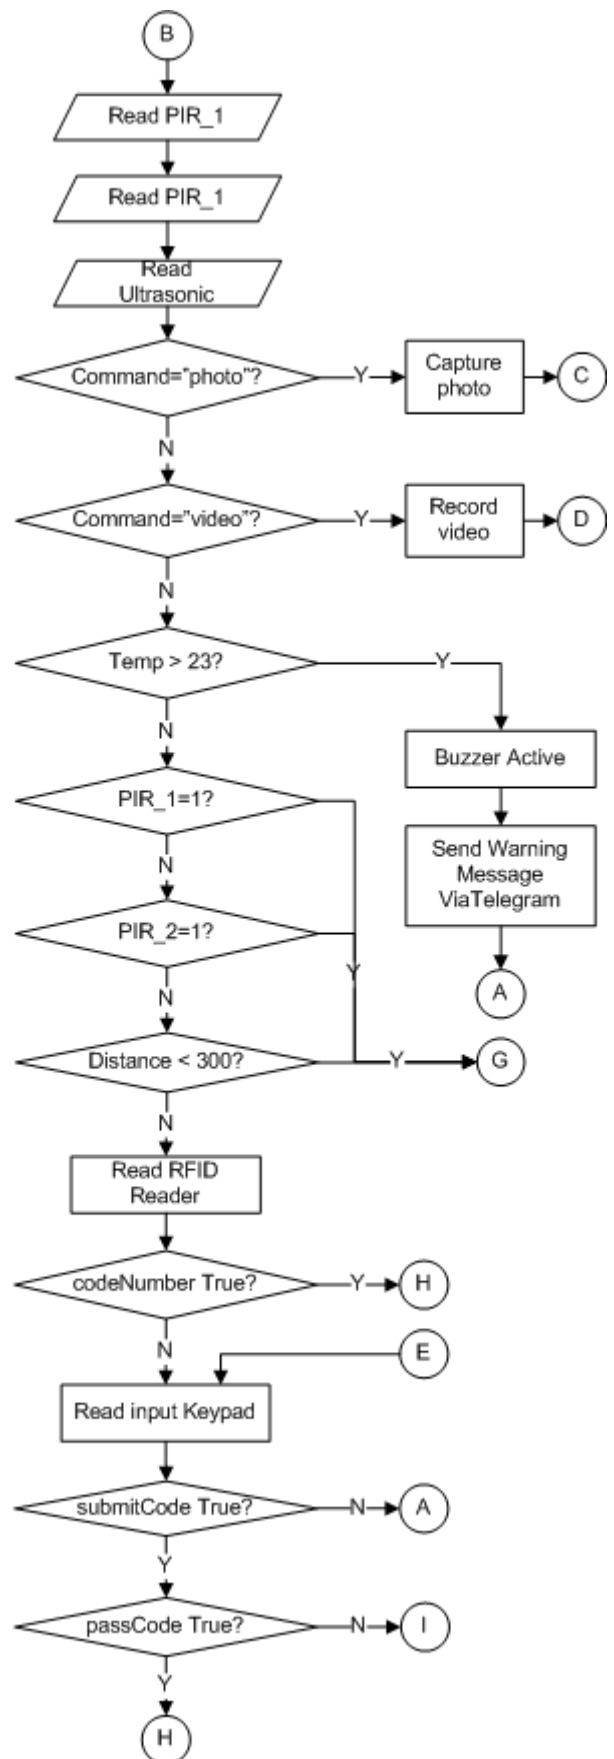 B
Read PIR_1
Read PIR_1
Read
Ultrasonic
Command="photo"?
Y
Capture
photo
C
N
Command="video"?
Y
Record
video
D
N
Temp > 23?
Y
N
Buzzer Active
PIR_1=1?
Send Warning
Message
ViaTelegram
N
PIR_2=1?
Y
A
N
Distance < 300?
Y
G
N
Read RFID
Reader
codeNumber True?
Y
H
N
E
Read input Keypad
submitCode True?
N
A
Y
passCode True?
N
I
Y
H